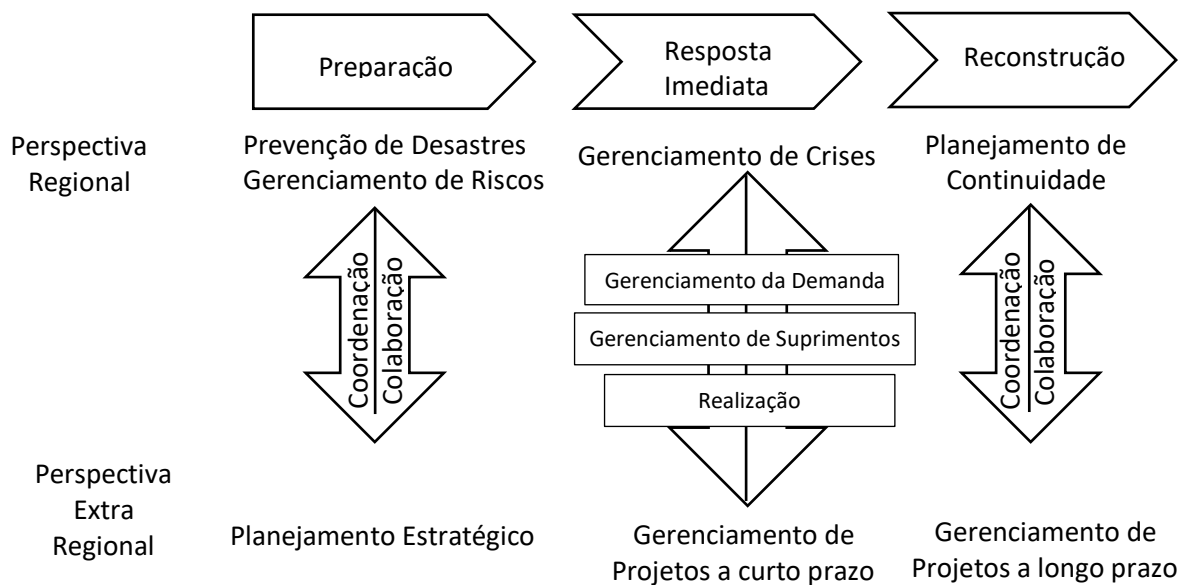 Preparação
Resposta
Imediata
Reconstrução
Perspectiva
Regional
Prevenção de Desastres
Gerenciamento de Riscos
Gerenciamento de Crises
Planejamento de
Continuidade
Coordenação
Colaboração
Gerenciamento da Demanda
Gerenciamento de Suprimentos
Realização
Coordenação
Colaboração
Perspectiva
Extra
Regional
Planejamento Estratégico
Gerenciamento de
Projetos a curto prazo
Gerenciamento de
Projetos a longo prazo